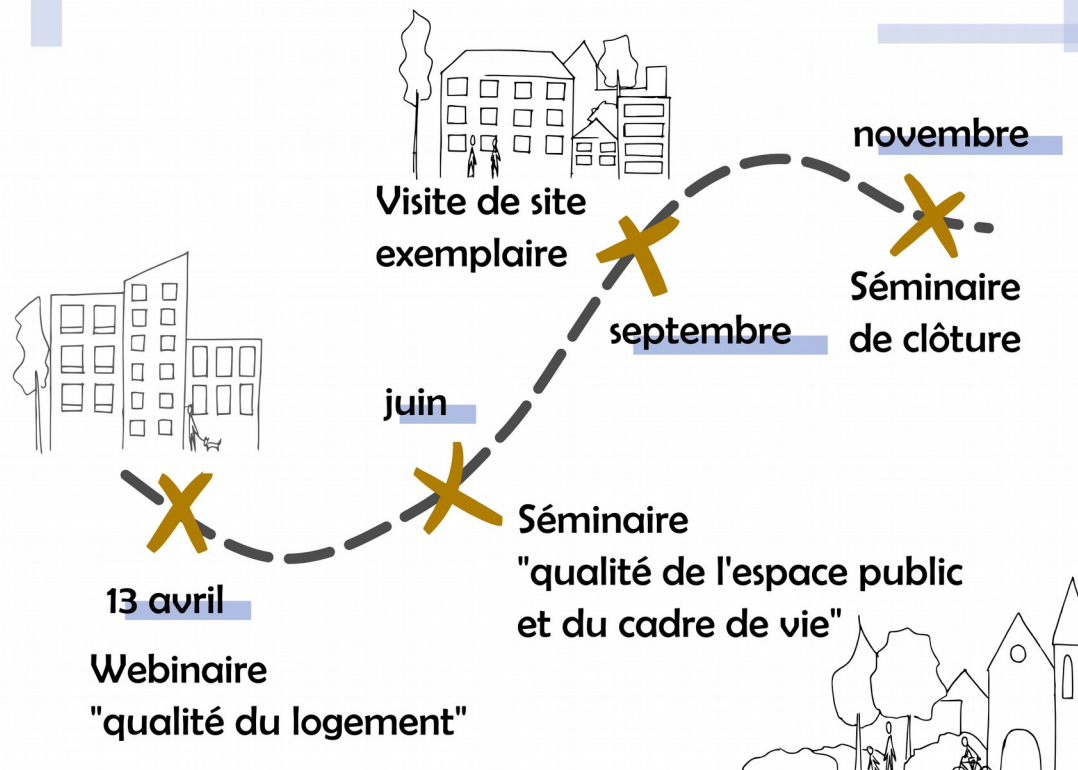 13 avril
Webinaire
"qualité du logement"
juin
Séminaire
"qualité de l'espace public
et du cadre de vie"
Visite de site
exemplaire
septembre
novembre
Séminaire
de clôture